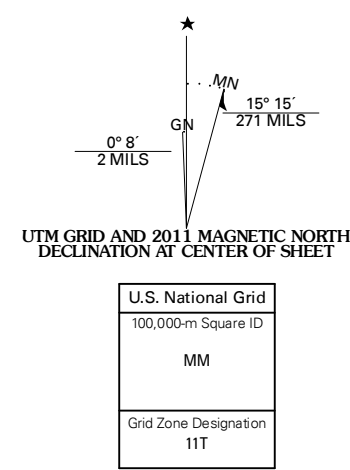 MN
GN
15° 15´
271 MILS
0° 8´
2 MILS
UTM GRID AND 2011 MAGNETIC NORTH
DECLINATION AT CENTER OF SHEET
U.S. National Grid
100,000-m Square ID
MM
Grid Zone Designation
11T